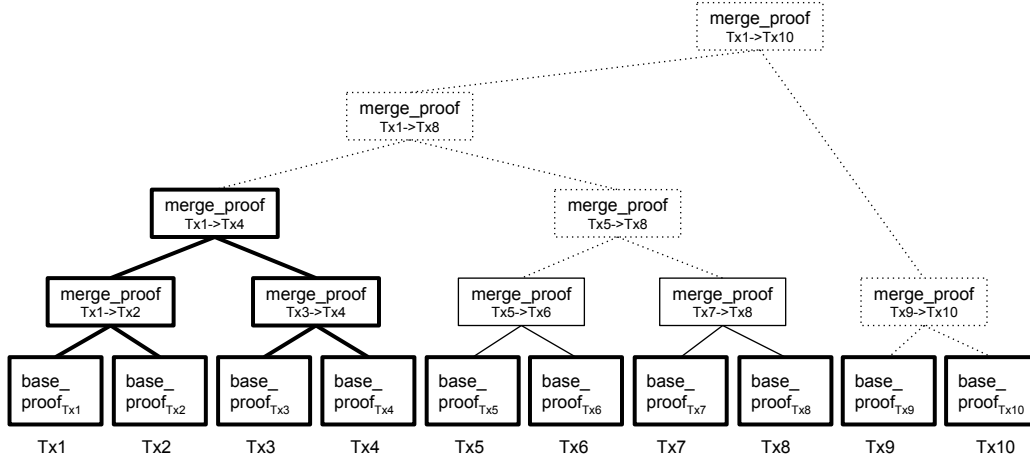 merge_proof
Tx1->Tx10
merge_proof
Tx1->Tx8
merge_proof
Tx1->Tx4
merge_proof
Tx5->Tx8
merge_proof
Tx1->Tx2
merge_proof
Tx3->Tx4
merge_proof
Tx5->Tx6
merge_proof
Tx7->Tx8
merge_proof
Tx9->Tx10
base_
proofTx1
base_
proofTx2
base_
proofTx3
base_
proofTx4
base_
proofTx5
base_
proofTx6
base_
proofTx7
base_
proofTx8
base_
proofTx9
base_
proofTx10
Tx1
Tx2
Tx3
Tx4
Tx5
Tx6
Tx7
Tx8
Tx9
Tx10